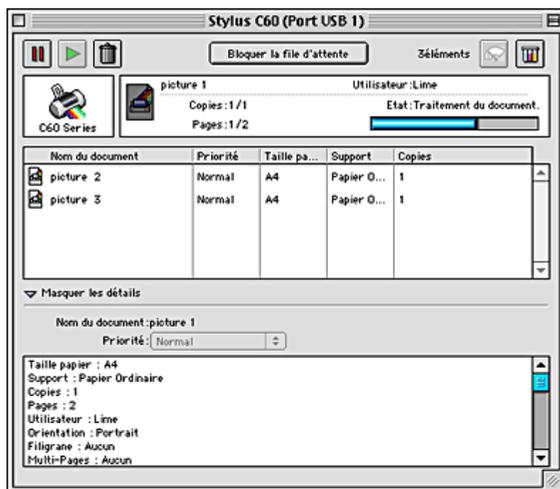 Stylus C60 (Port USB 1)
Bloquer la file d'attente
3éléments
C60 Series
picture 1
Utilisateur :Lime
Copies :1/1
Etat :Traitement du document.
Pages :1/2
Nom du document Priorité Taille pa... Support Copies
picture 2 Normal A4 Papier O... 1
picture 3 Normal A4 Papier O... 1
Masquer les détails
Nom du document :picture 1
Priorité : Normal
Taille papier : A4
Support : Papier Ordinaire
Copies : 1
Pages : 2
Utilisateur : Lime
Orientation : Portrait
Filigrane : Aucun
Multi-Pages : Aucun